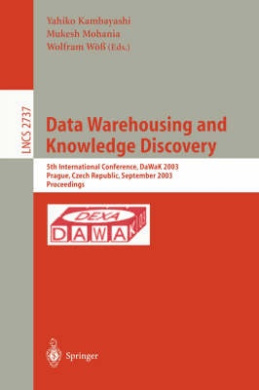 Yahiko Kambayashi
Mukesh Mohania
Wolfram Wöß (Eds.)
LNCS 2737
Data Warehousing and
Knowledge Discovery
5th International Conference, DaWaK 2003
Prague, Czech Republic, September 2003
Proceedings
DEXA
DAWAK
Springer